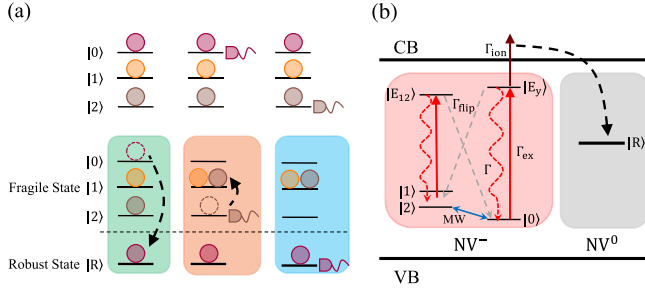 (a)
|0⟩
|1⟩
|2⟩
|0⟩
Fragile State |1⟩
|2⟩
Robust State |R⟩
(b)
CB
Γion
|E12⟩
|Ey⟩
Γflip
Γ
Γex
|R⟩
|1⟩
|2⟩
MW
|0⟩
NV−
NV0
VB